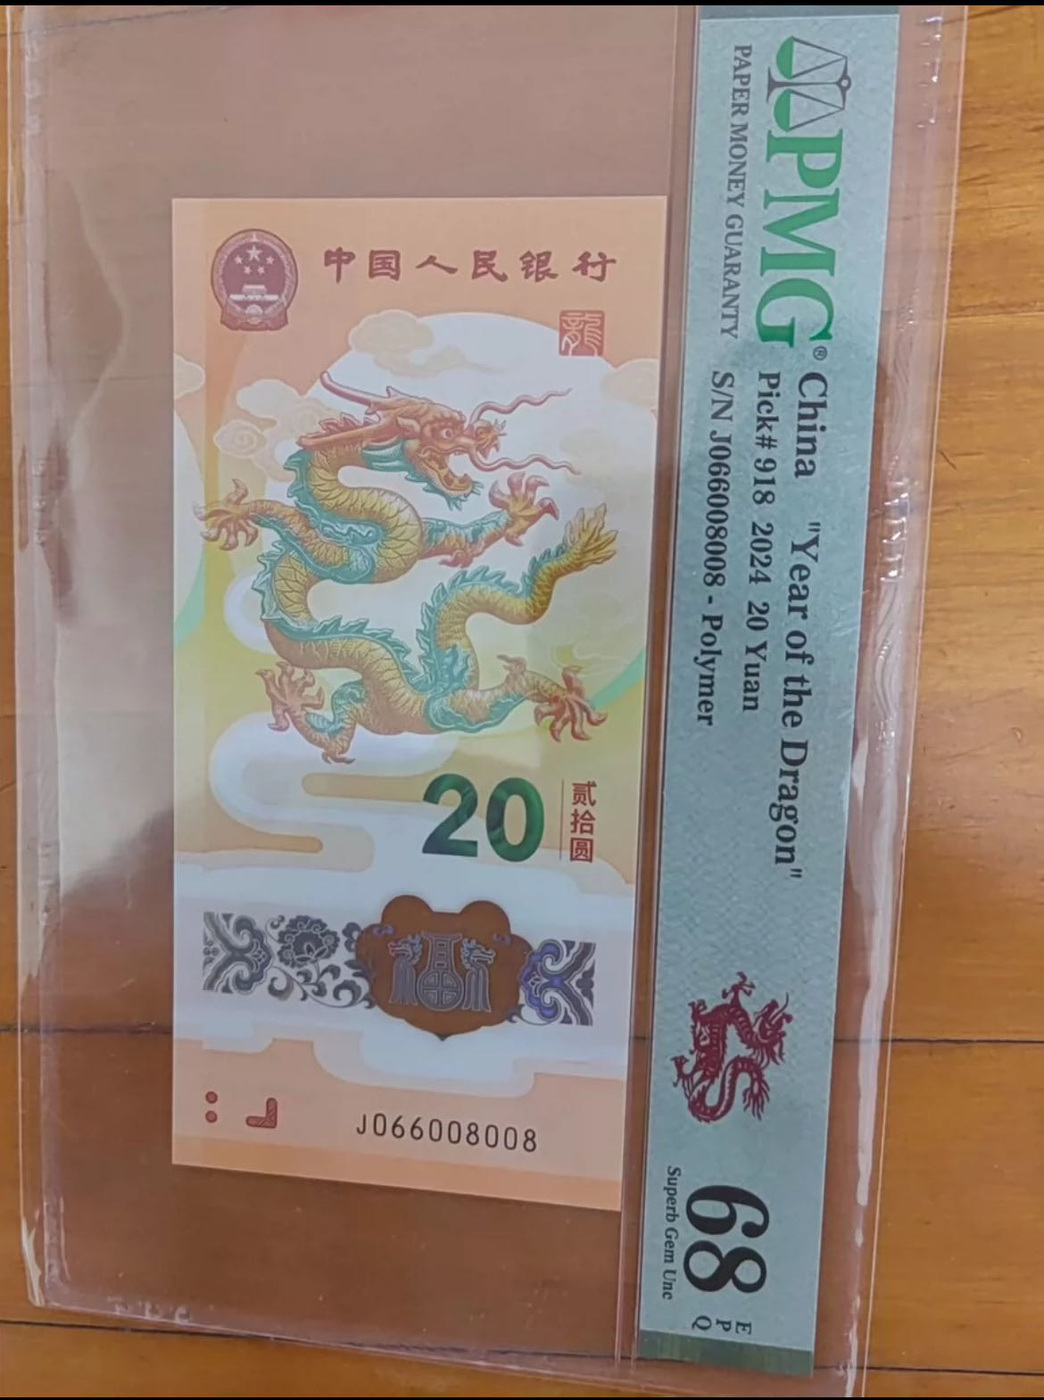 PMG®
PAPER MONEY GUARANTY
China "Year of the Dragon"
Pick# 918 2024 20 Yuan
S/N J066008008 - Polymer
68 E
P
Q
Superb Gem Unc
中国人民银行
龍
20
贰拾圆
J066008008